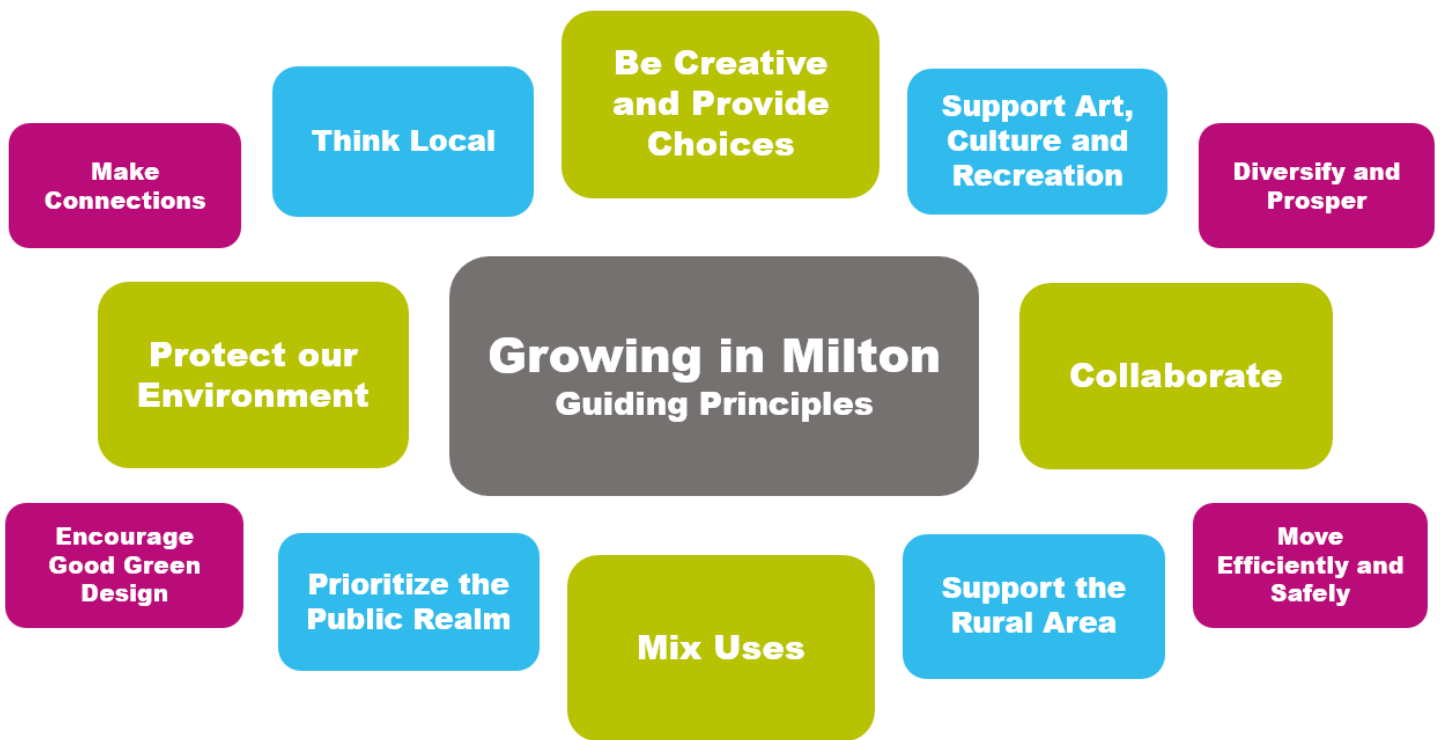 Be Creative
and Provide
Choices
Think Local
Support Art,
Culture and
Recreation
Make
Connections
Diversify and
Prosper
Protect our
Environment
Growing in Milton
Guiding Principles
Collaborate
Encourage
Good Green
Design
Prioritize the
Public Realm
Mix Uses
Support the
Rural Area
Move
Efficiently and
Safely